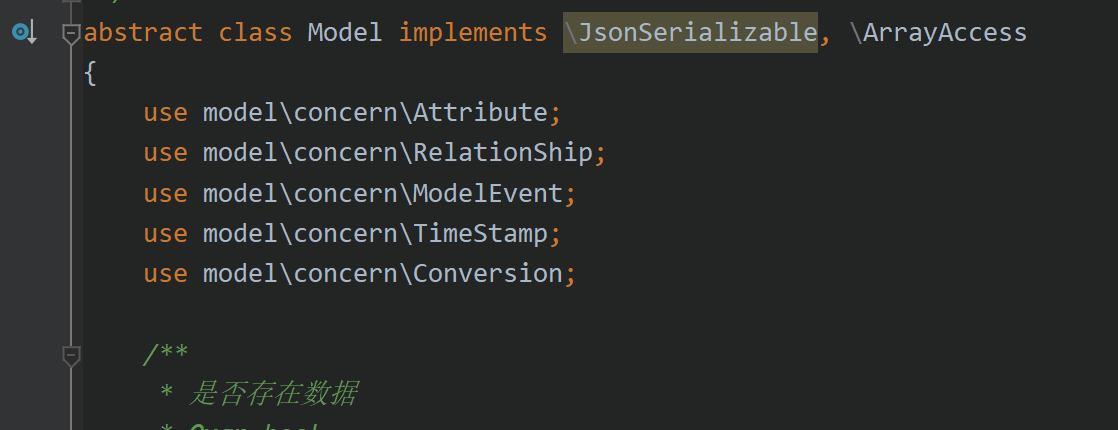 abstract class Model implements \JsonSerializable, \ArrayAccess
{
use model\concern\Attribute;
use model\concern\RelationShip;
use model\concern\ModelEvent;
use model\concern\TimeStamp;
use model\concern\Conversion;
/**
* 是否存在数据